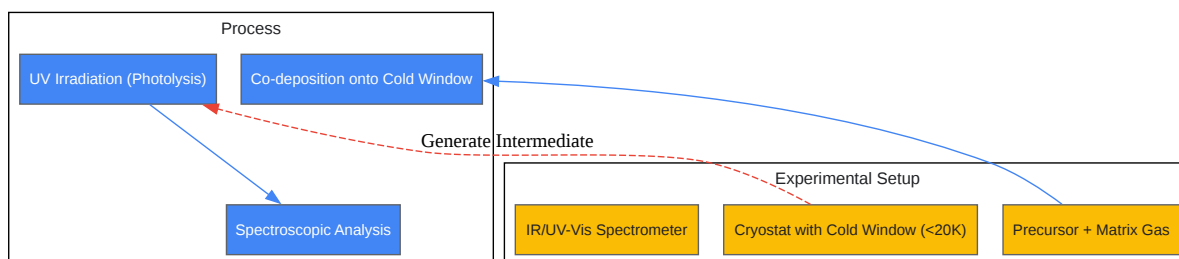 Process
UV Irradiation (Photolysis)
Co-deposition onto Cold Window
Generate Intermediate
Experimental Setup
Spectroscopic Analysis
IR/UV-Vis Spectrometer
Cryostat with Cold Window (<20K)
Precursor + Matrix Gas